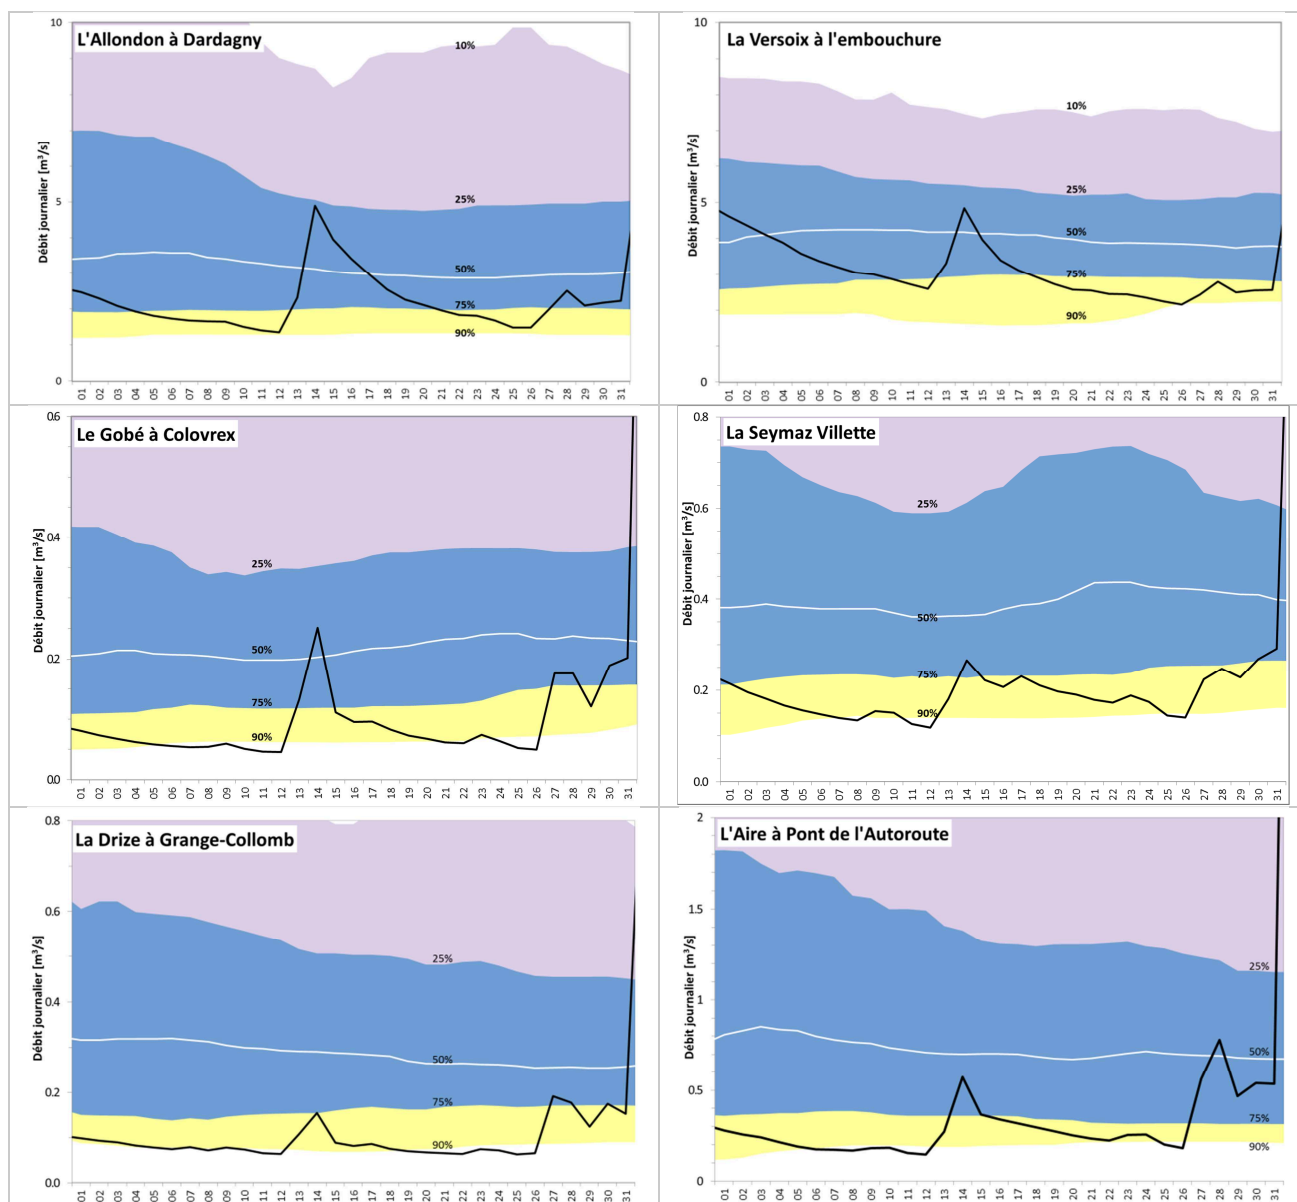 L'Allondon à Dardagny
Débit journalier [m³/s]
10
5
0
10%
25%
50%
75%
90%
01 02 03 04 05 06 07 08 09 10 11 12 13 14 15 16 17 18 19 20 21 22 23 24 25 26 27 28 29 30 31
La Versoix à l'embouchure
Débit journalier [m³/s]
10
5
0
10%
25%
50%
75%
90%
01 02 03 04 05 06 07 08 09 10 11 12 13 14 15 16 17 18 19 20 21 22 23 24 25 26 27 28 29 30 31
Le Gobé à Colovrex
Débit journalier [m³/s]
0.6
0.4
0.2
0.0
25%
50%
75%
90%
01 02 03 04 05 06 07 08 09 10 11 12 13 14 15 16 17 18 19 20 21 22 23 24 25 26 27 28 29 30 31
La Seymaz Villette
Débit journalier [m³/s]
0.8
0.6
0.4
0.2
0.0
25%
50%
75%
90%
01 02 03 04 05 06 07 08 09 10 11 12 13 14 15 16 17 18 19 20 21 22 23 24 25 26 27 28 29 30 31
La Drize à Grange-Collomb
Débit journalier [m³/s]
0.8
0.6
0.4
0.2
0.0
25%
50%
75%
90%
01 02 03 04 05 06 07 08 09 10 11 12 13 14 15 16 17 18 19 20 21 22 23 24 25 26 27 28 29 30 31
L'Aire à Pont de l'Autoroute
Débit journalier [m³/s]
2
1.5
1
0.5
0
25%
50%
75%
90%
01 02 03 04 05 06 07 08 09 10 11 12 13 14 15 16 17 18 19 20 21 22 23 24 25 26 27 28 29 30 31